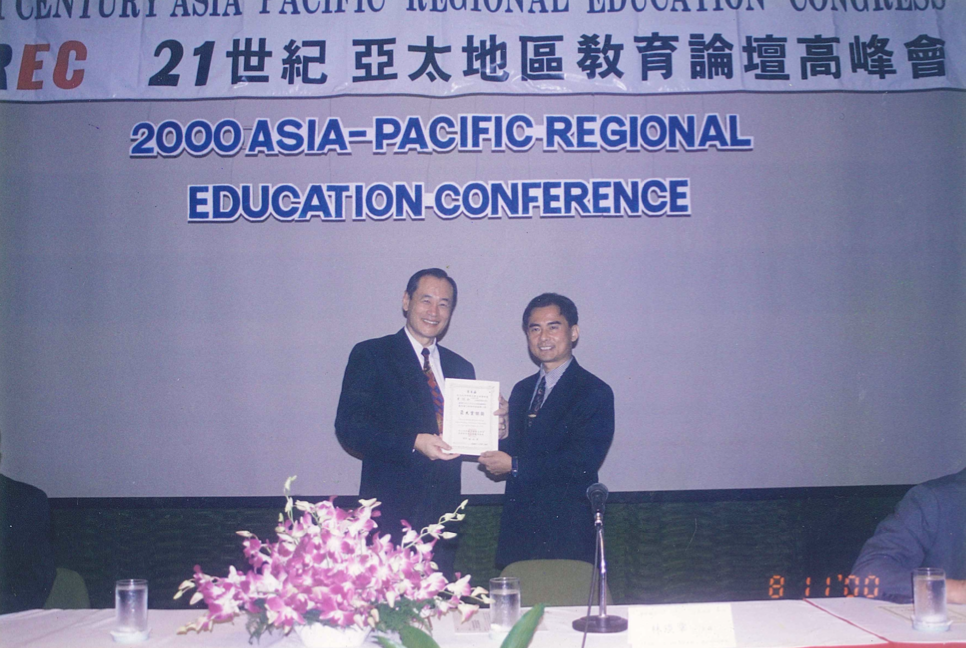 CENTURY ASIA PACIFIC REGIONAL EDUCATION CONGRESS
REC 21世紀 亞太地區教育論壇高峰會
2000 ASIA-PACIFIC REGIONAL
EDUCATION CONFERENCE
8 11'00